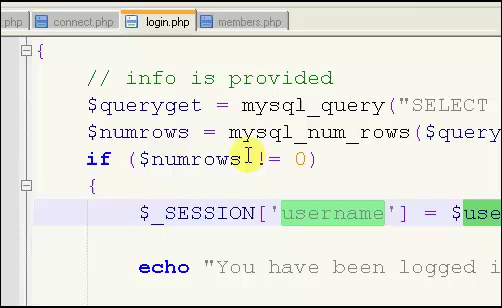 .php connect.php login.php members.php
{
// info is provided
$queryget = mysql_query("SELECT
$numrows = mysql_num_rows($query
if ($numrows != 0)
{
$_SESSION['username'] = $use
echo "You have been logged i